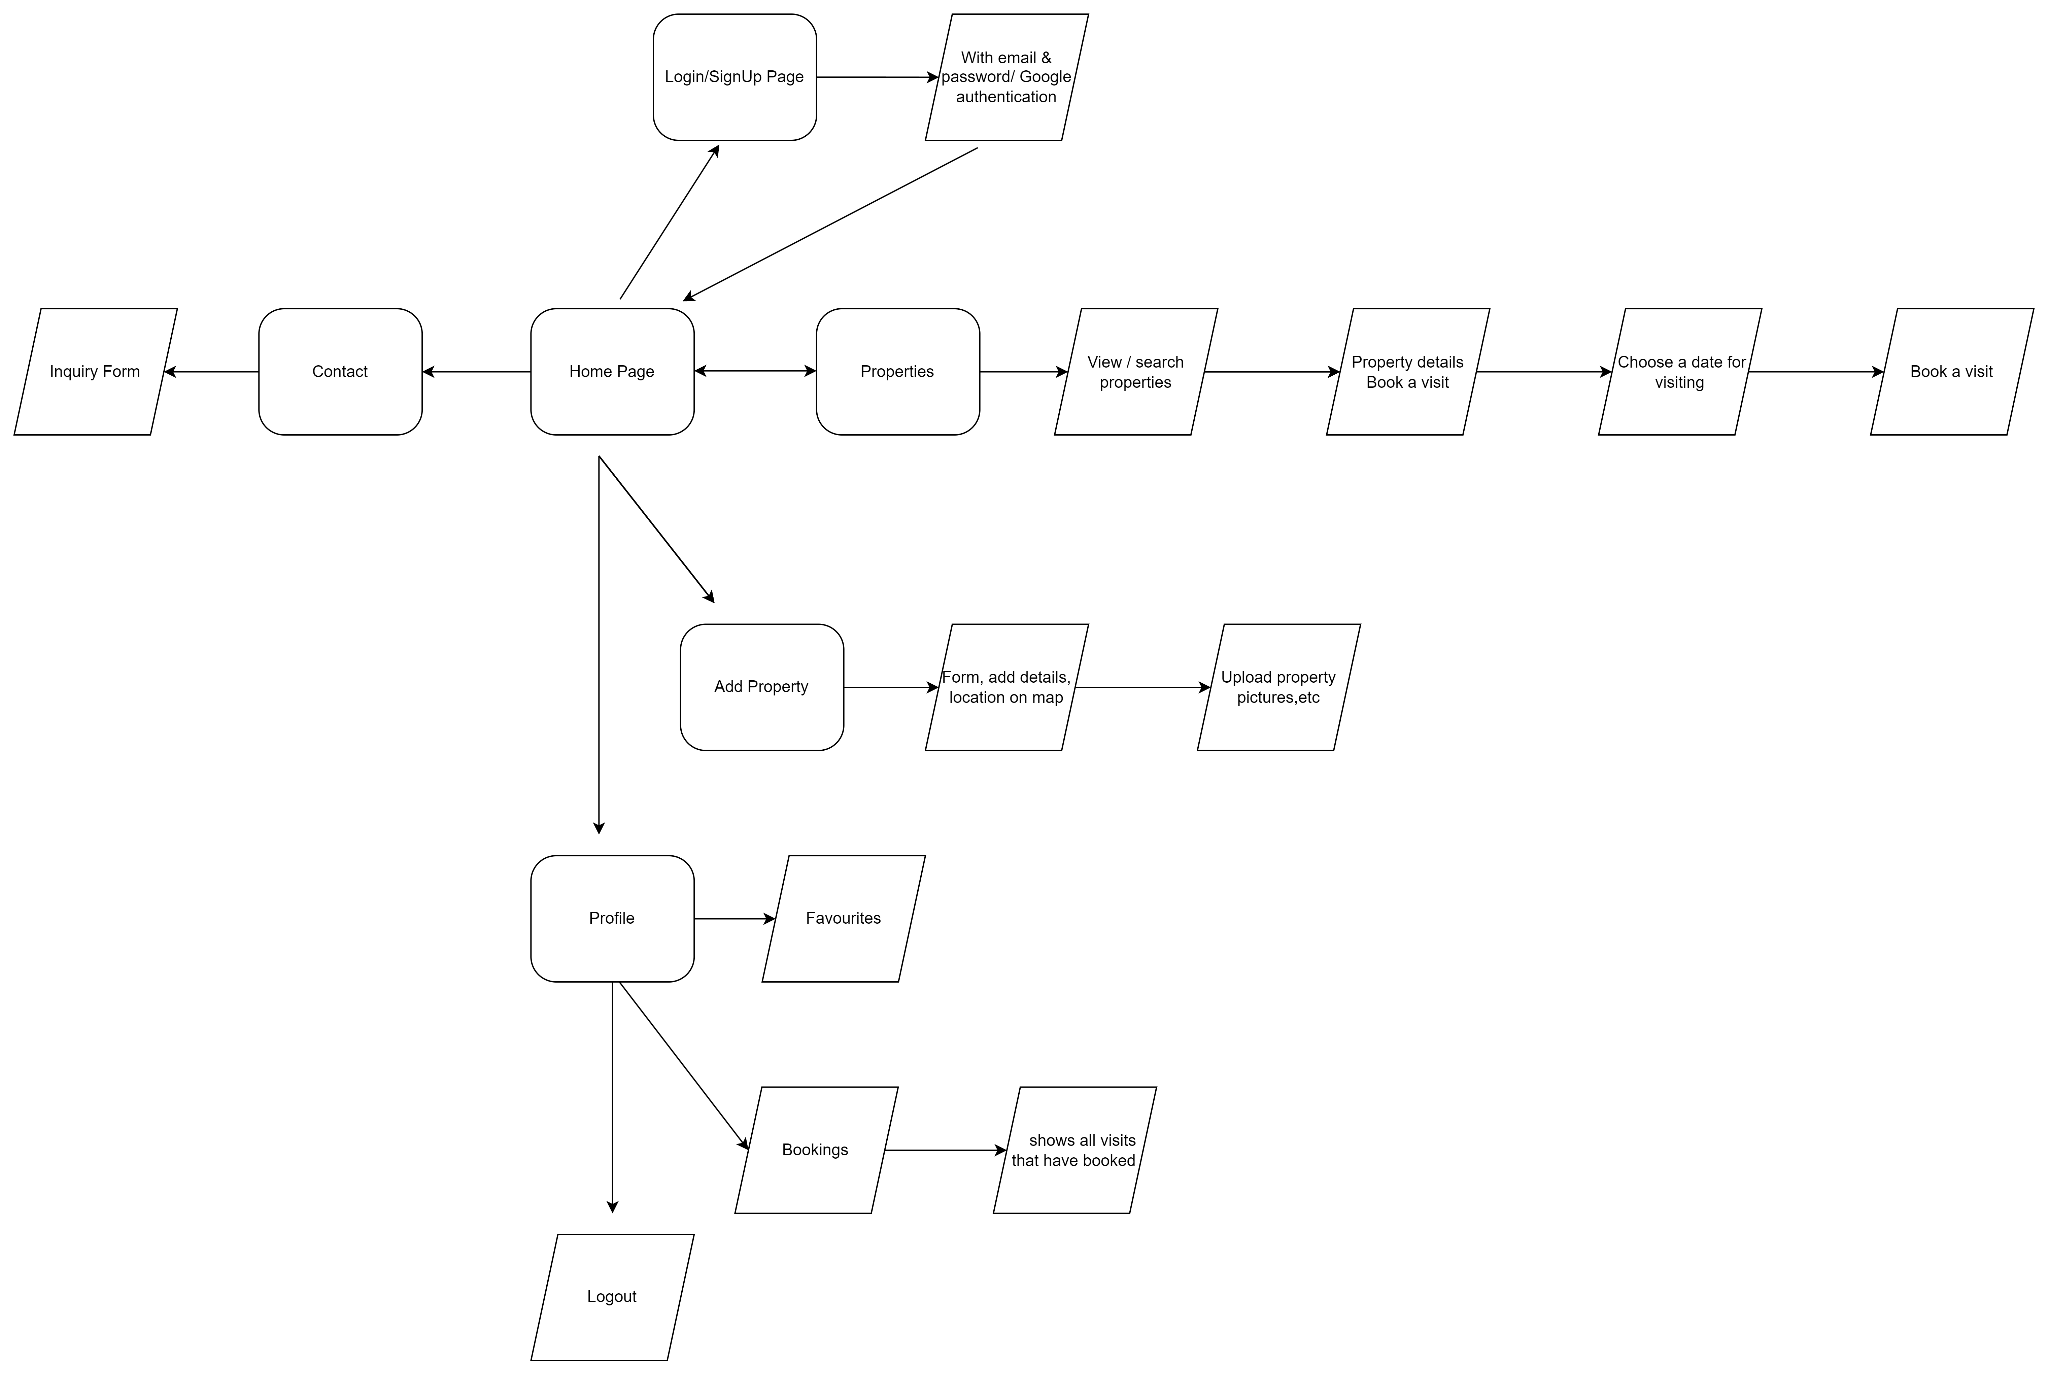 Login/SignUp Page
With email &
password/ Google
authentication
Inquiry Form
Contact
Home Page
Properties
View / search
properties
Property details
Book a visit
Choose a date for
visiting
Book a visit
Add Property
Form, add details,
location on map
Upload property
pictures,etc
Profile
Favourites
Bookings
shows all visits
that have booked
Logout